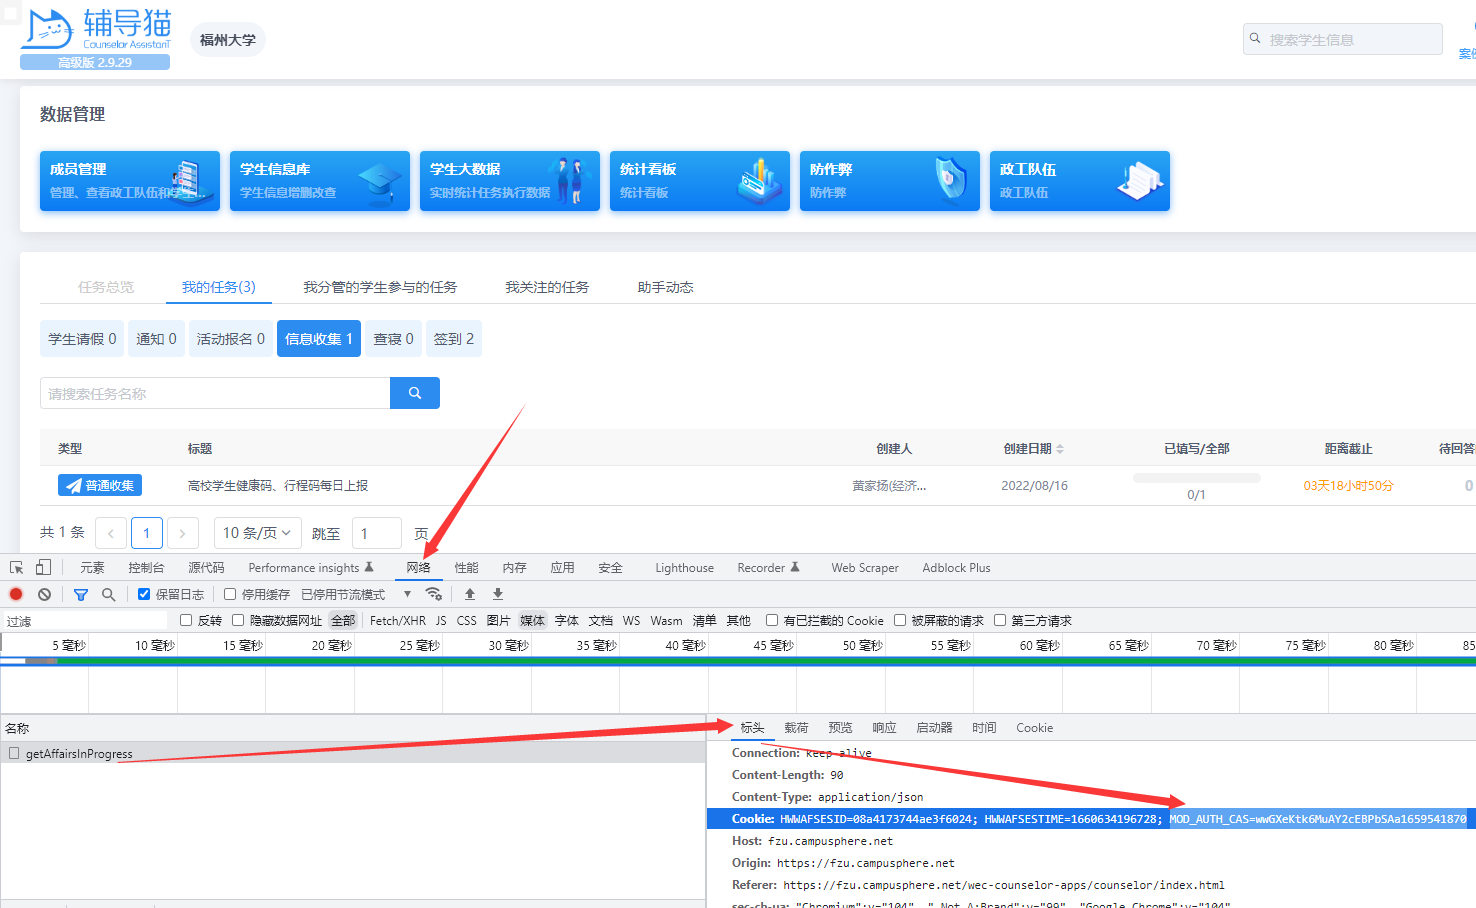 辅导猫
Counselor Assistant
高级版 2.9.29
福州大学
搜索学生信息
数据管理
成员管理
管理、查看政工队伍和学...
学生信息库
学生信息增删改查
学生大数据
实时统计任务执行数据
统计看板
统计看板
防作弊
防作弊
政工队伍
政工队伍
任务总览 我的任务(3) 我分管的学生参与的任务 我关注的任务 助手动态
学生请假 0 通知 0 活动报名 0 信息收集 1 查寝 0 签到 2
请搜索任务名称
类型 标题 创建人 创建日期 已填写/全部 距离截止 待回答
普通收集 高校学生健康码、行程码每日上报 黄家扬(经济... 2022/08/16 0/1 03天18小时50分 0
共 1 条 < 1 > 10 条/页 跳至 1 页
元素 控制台 源代码 Performance insights 网络 性能 内存 应用 安全 Lighthouse Recorder Web Scraper Adblock Plus
保留日志 停用缓存 已停用节流模式
过滤 反转 隐藏数据网址 全部 Fetch/XHR JS CSS 图片 媒体 字体 文档 WS Wasm 清单 其他 有已拦截的 Cookie 被屏蔽的请求 第三方请求
5 毫秒 10 毫秒 15 毫秒 20 毫秒 25 毫秒 30 毫秒 35 毫秒 40 毫秒 45 毫秒 50 毫秒 55 毫秒 60 毫秒 65 毫秒 70 毫秒 75 毫秒 80 毫秒 85
名称
getAffairsInProgress
标头 载荷 预览 响应 启动器 时间 Cookie
Connection: keep-alive
Content-Length: 90
Content-Type: application/json
Cookie: HWWAFSESID=08a4173744ae3f6024; HWWAFSESTIME=1660634196728; MOD_AUTH_CAS=wwGXeKtk6MuAY2cEBPbSAa1659541870
Host: fzu.campusphere.net
Origin: https://fzu.campusphere.net
Referer: https://fzu.campusphere.net/wec-counselor-apps/counselor/index.html
sec-ch-ua: "Chromium";v="104", " Not A;Brand";v="99", "Google Chrome";v="104"